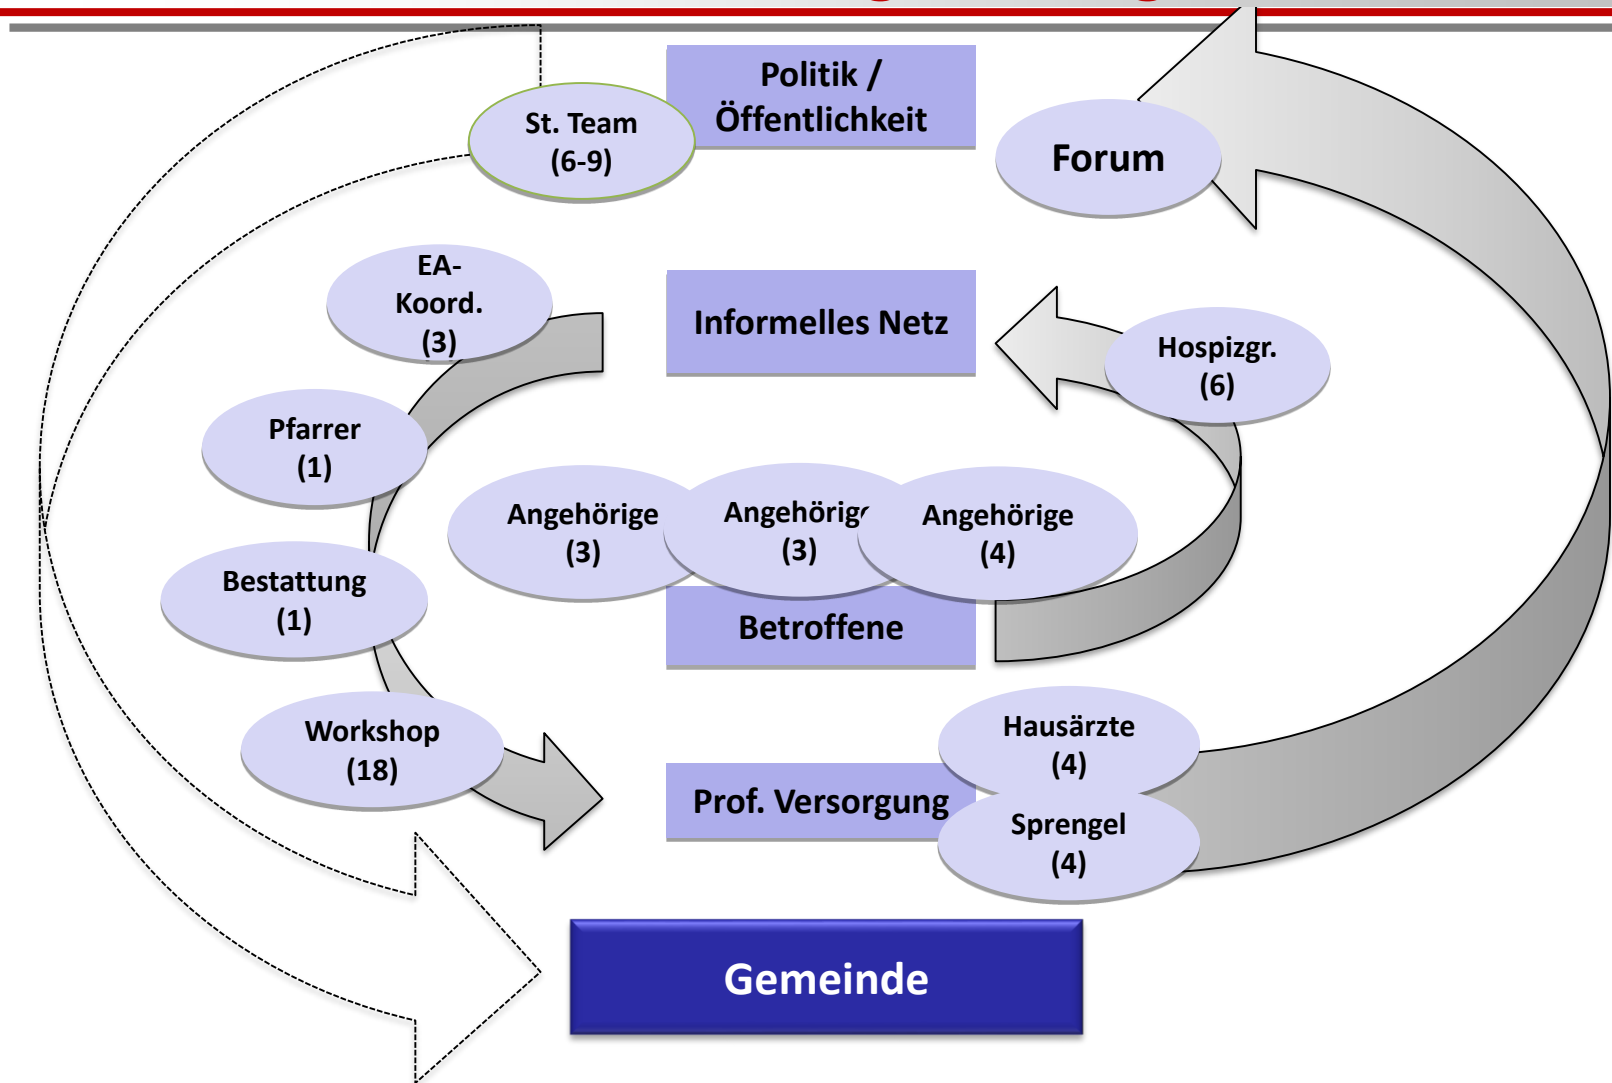 Politik /
Öffentlichkeit
St. Team
(6-9)
Forum
EA-
Koord.
(3)
Informelles Netz
Hospizgr.
(6)
Pfarrer
(1)
Angehörige
(3)
Angehörige
(3)
Angehörige
(4)
Bestattung
(1)
Betroffene
Workshop
(18)
Hausärzte
(4)
Prof. Versorgung
Sprengel
(4)
Gemeinde